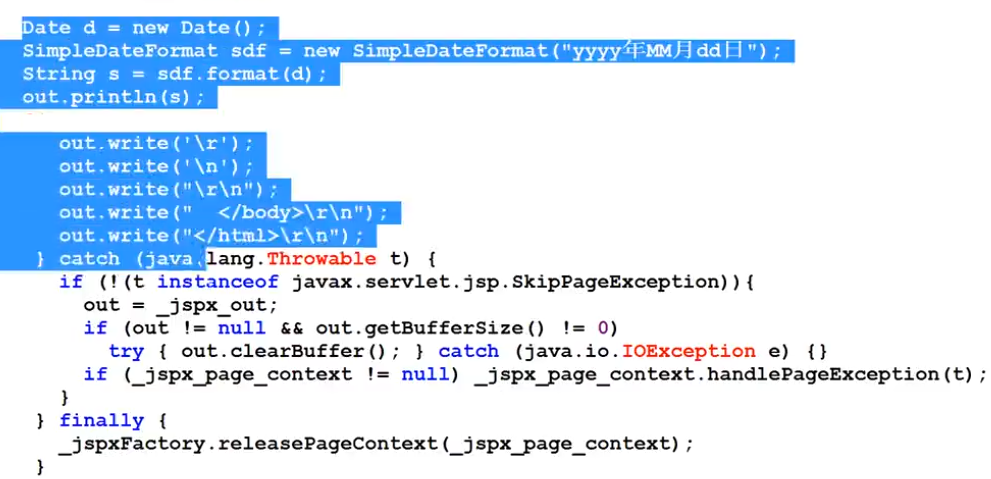 Date d = new Date();
SimpleDateFormat sdf = new SimpleDateFormat("yyyy年MM月dd日");
String s = sdf.format(d);
out.println(s);
out.write('\r');
out.write('\n');
out.write("\r\n");
out.write("  </body>\r\n");
out.write("</html>\r\n");
} catch (java.lang.Throwable t) {
if (!(t instanceof javax.servlet.jsp.SkipPageException)){
out = _jspx_out;
if (out != null && out.getBufferSize() != 0)
try { out.clearBuffer(); } catch (java.io.IOException e) {}
if (_jspx_page_context != null) _jspx_page_context.handlePageException(t);
}
} finally {
_jspxFactory.releasePageContext(_jspx_page_context);
}